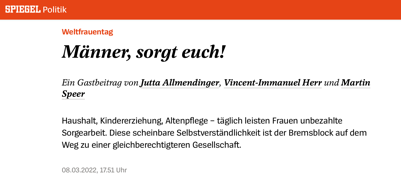 SPIEGEL Politik
Weltfrauentag
Männer, sorgt euch!
Ein Gastbeitrag von Jutta Allmendinger, Vincent-Immanuel Herr und Martin
Speer
Haushalt, Kindererziehung, Altenpflege – täglich leisten Frauen unbezahlte
Sorgearbeit. Diese scheinbare Selbstverständlichkeit ist der Bremsblock auf dem
Weg zu einer gleichberechtigteren Gesellschaft.
08.03.2022, 17.51 Uhr